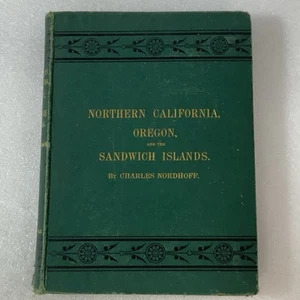 NORTHERN CALIFORNIA,
OREGON,
AND THE
SANDWICH ISLANDS.
BY CHARLES NORDHOFF.